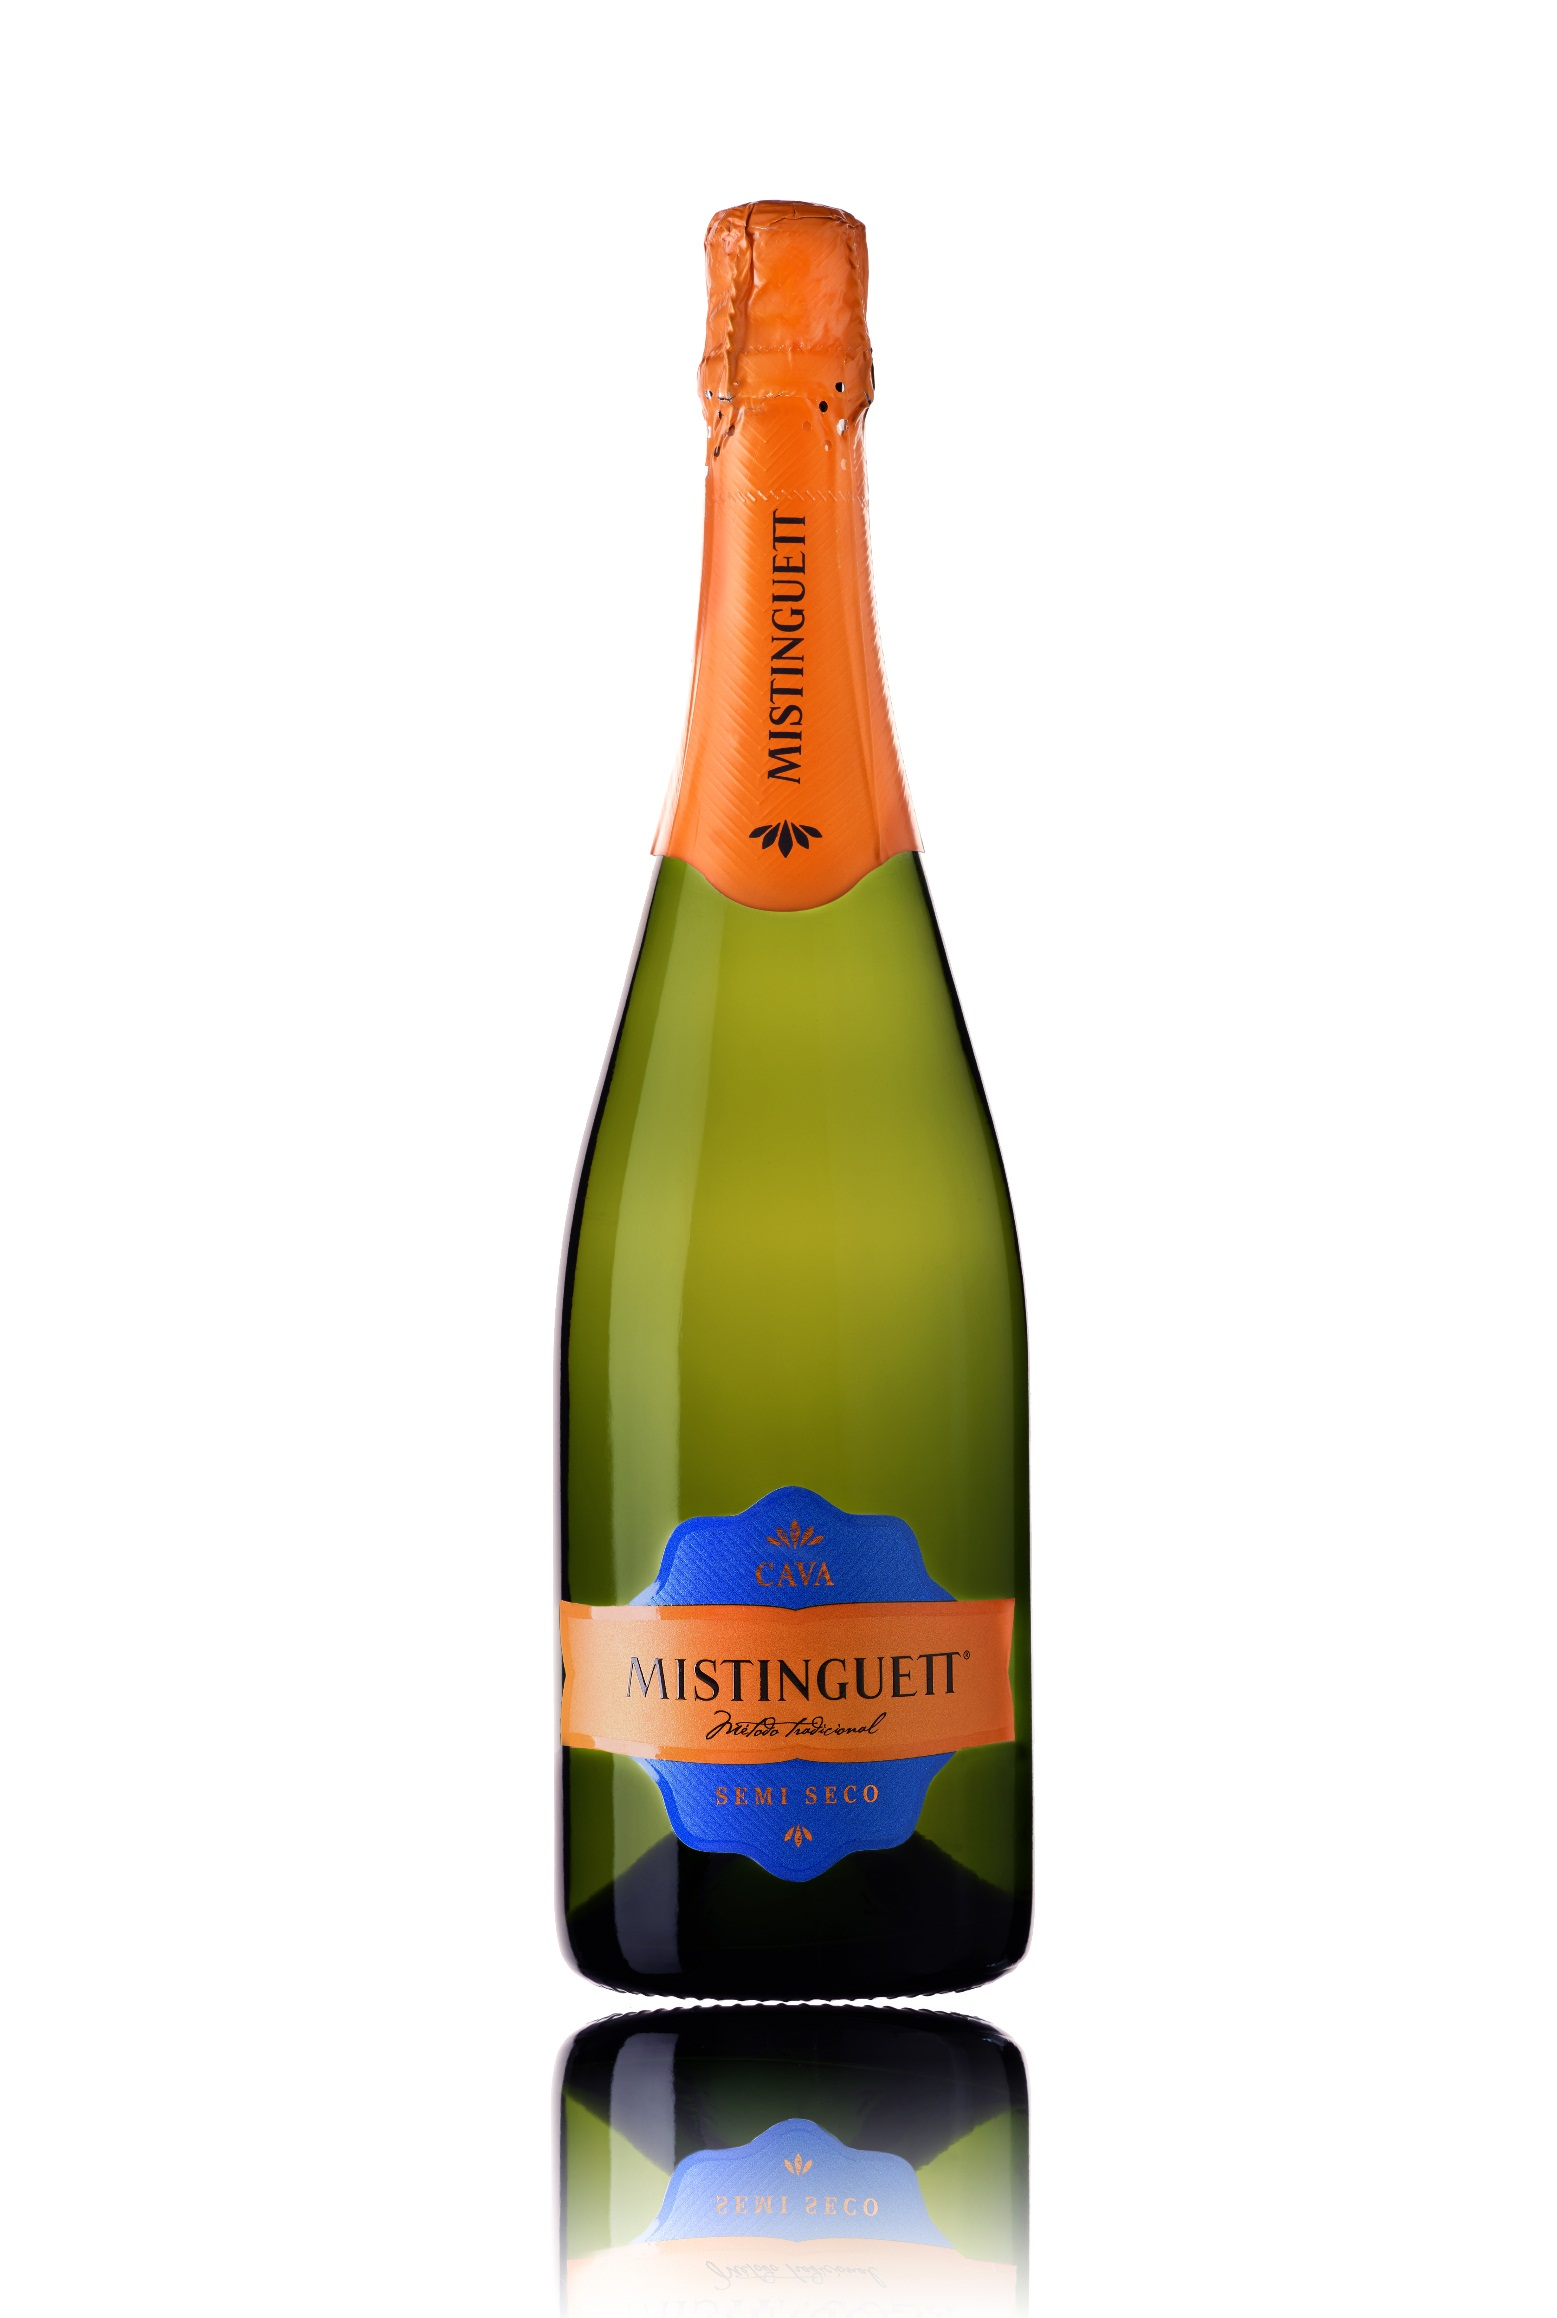 MISTINGUETT
CAVA
MISTINGUETT®
Método tradicional
SEMI SECO